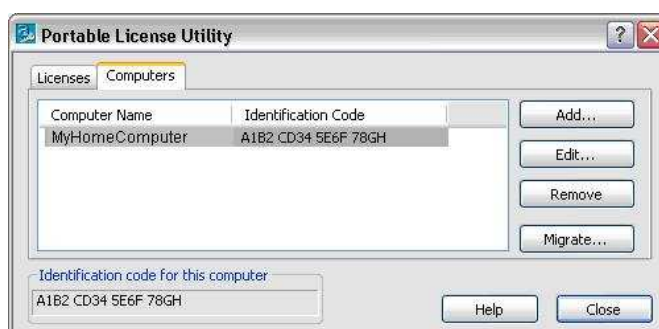 Portable License Utility
Licenses Computers
Computer Name Identification Code
MyHomeComputer A1B2 CD34 5E6F 78GH
Add...
Edit...
Remove
Migrate...
Identification code for this computer
A1B2 CD34 5E6F 78GH
Help Close